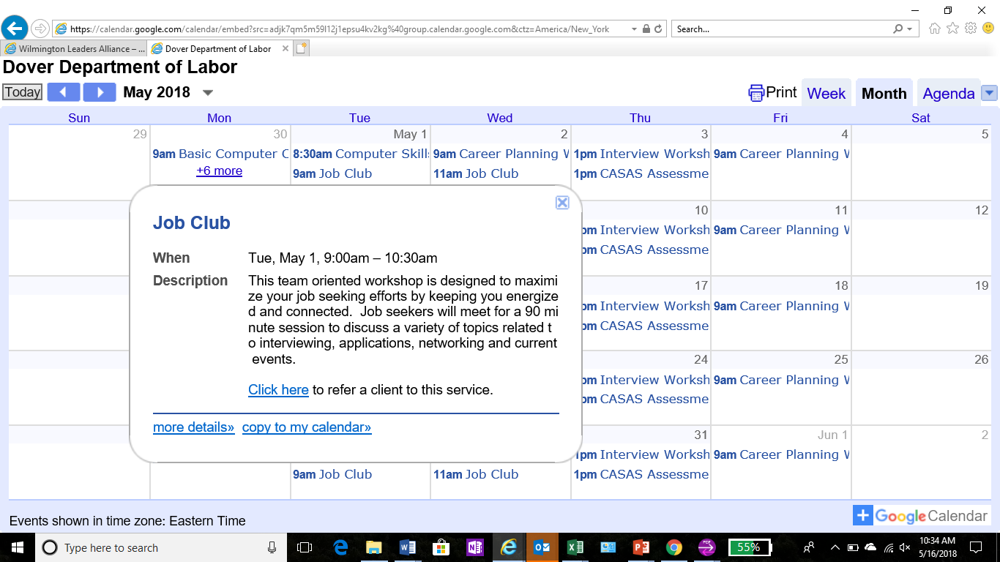 https://calendar.google.com/calendar/embed?src=adjk7qm5m59l12j1epsu4kv2kg%40group.calendar.google.com&ctz=America/New_York
Search...
Wilmington Leaders Alliance – ...
Dover Department of Labor
Dover Department of Labor
Today May 2018 Print Week Month Agenda
Sun Mon Tue Wed Thu Fri Sat
29 30 May 1 2 3 4 5
9am Basic Computer C 8:30am Computer Skill 9am Career Planning W 1pm Interview Worksh 9am Career Planning W
+6 more 9am Job Club 11am Job Club 1pm CASAS Assessme
10 11 12
pm Interview Worksh 9am Career Planning W
pm CASAS Assessme
17 18 19
pm Interview Worksh 9am Career Planning W
pm CASAS Assessme
24 25 26
pm Interview Worksh 9am Career Planning W
pm CASAS Assessme
31 Jun 1 2
1pm Interview Worksh 9am Career Planning W
9am Job Club 11am Job Club 1pm CASAS Assessme
Job Club
When Tue, May 1, 9:00am – 10:30am
Description This team oriented workshop is designed to maximi
ze your job seeking efforts by keeping you energize
d and connected.  Job seekers will meet for a 90 mi
nute session to discuss a variety of topics related t
o interviewing, applications, networking and current
events.
Click here to refer a client to this service.
more details» copy to my calendar»
Events shown in time zone: Eastern Time
+ Google Calendar
Type here to search
55%
10:34 AM
5/16/2018